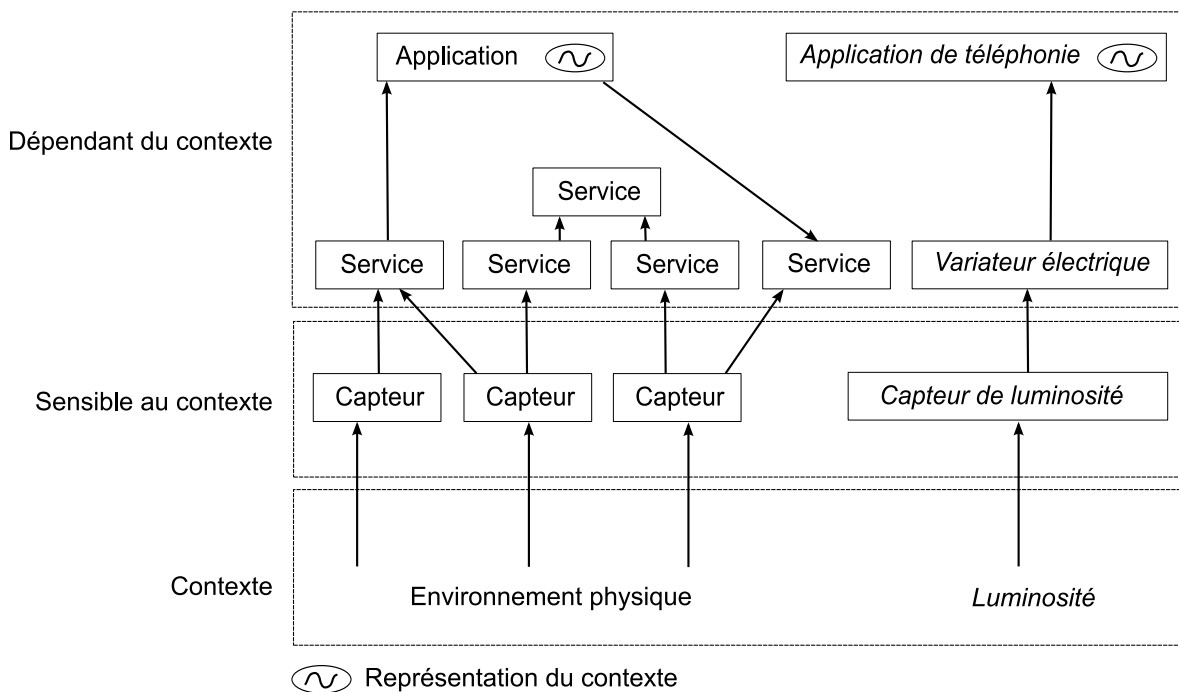 Application
Application de téléphonie
Dépendant du contexte
Service
Service
Service
Service
Service
Variateur électrique
Sensible au contexte
Capteur
Capteur
Capteur
Capteur de luminosité
Contexte
Environnement physique
Luminosité
Représentation du contexte